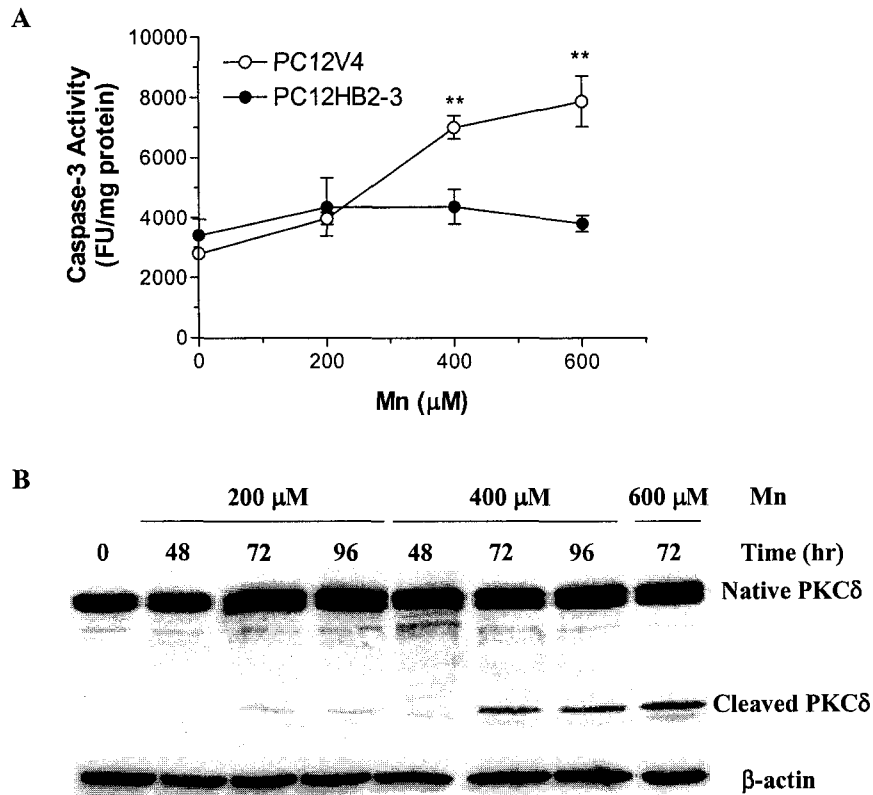 A
10000
8000
6000
4000
2000
0
Caspase-3 Activity
(FU/mg protein)
PC12V4
PC12HB2-3
**
**
0 200 400 600
Mn (μM)
B
200 μM 400 μM 600 μM Mn
0 48 72 96 48 72 96 72 Time (hr)
Native PKCδ
Cleaved PKCδ
β-actin